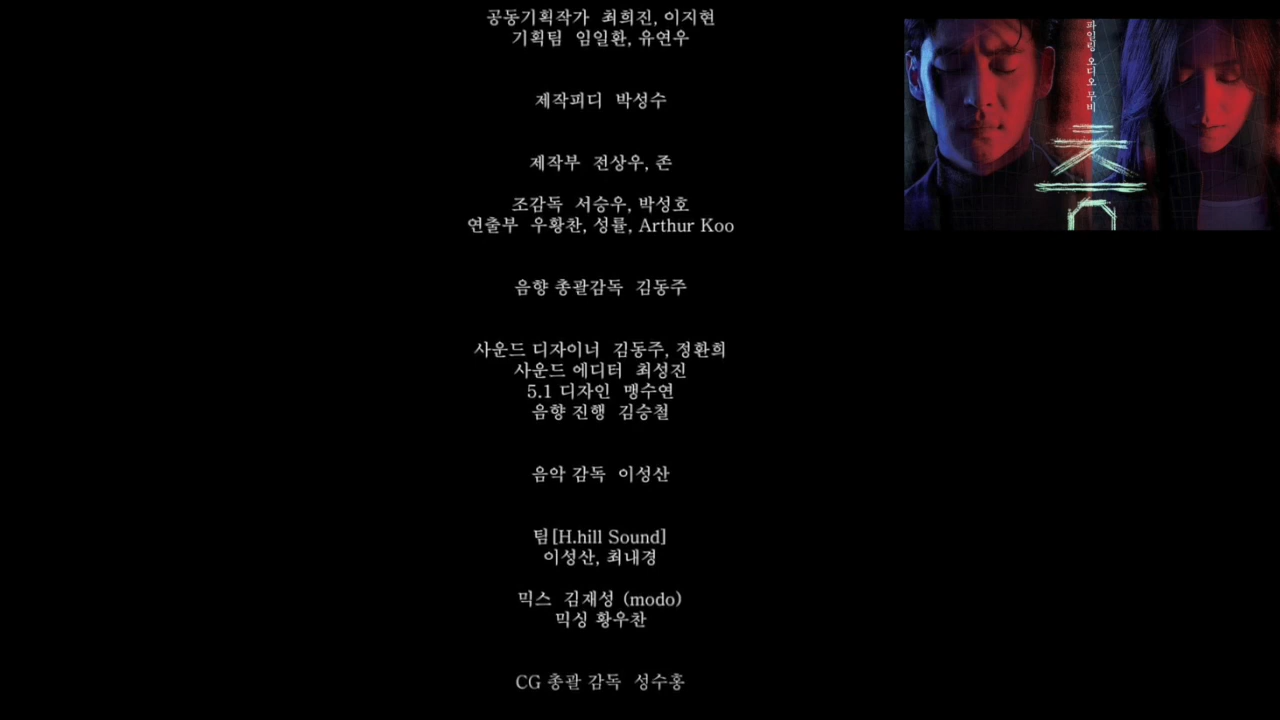 공동기획작가 최희진, 이지현
기획팀 임일환, 유연우
제작피디 박성수
제작부 전상우, 존
조감독 서승우, 박성호
연출부 우황찬, 성률, Arthur Koo
음향 총괄감독 김동주
사운드 디자이너 김동주, 정환희
사운드 에디터 최성진
5.1 디자인 맹수연
음향 진행 김승철
음악 감독 이성산
팀[H.hill Sound]
이성산, 최내경
믹스 김재성 (modo)
믹싱 황우찬
CG 총괄 감독 성수홍
파일링 오디오 무비
층